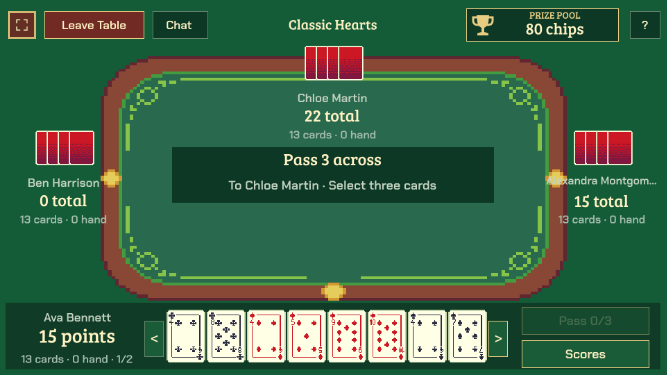 Leave Table
Chat
Classic Hearts
PRIZE POOL
80 chips
?
Chloe Martin
22 total
13 cards · 0 hand
Pass 3 across
To Chloe Martin · Select three cards
Ben Harrison
0 total
13 cards · 0 hand
exandra Montgom...
15 total
13 cards · 0 hand
Ava Bennett
15 points
13 cards · 0 hand · 1/2
<
>
Pass 0/3
Scores